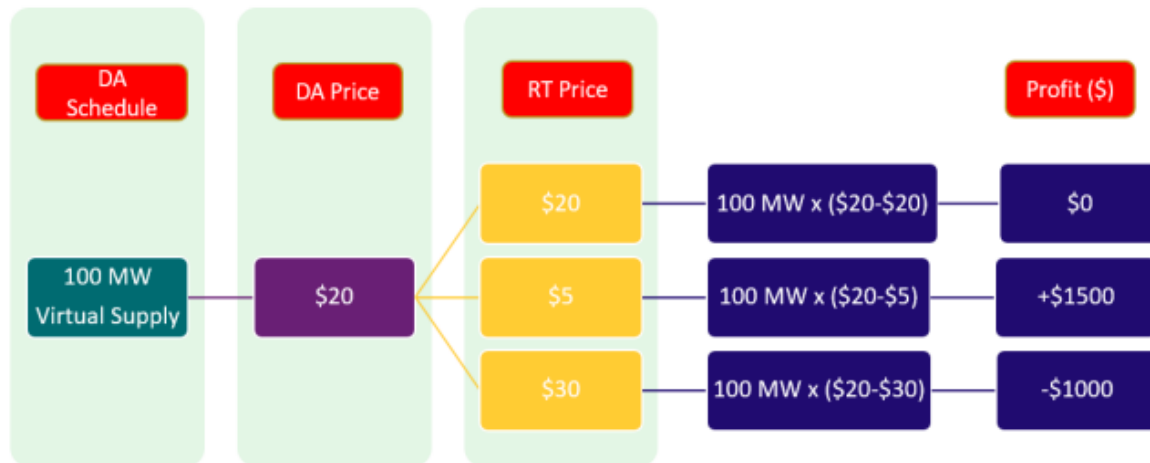 DA
Schedule
DA Price
RT Price
Profit ($)
$20
100 MW x ($20-$20)
$0
100 MW
Virtual Supply
$20
$5
100 MW x ($20-$5)
+$1500
$30
100 MW x ($20-$30)
-$1000